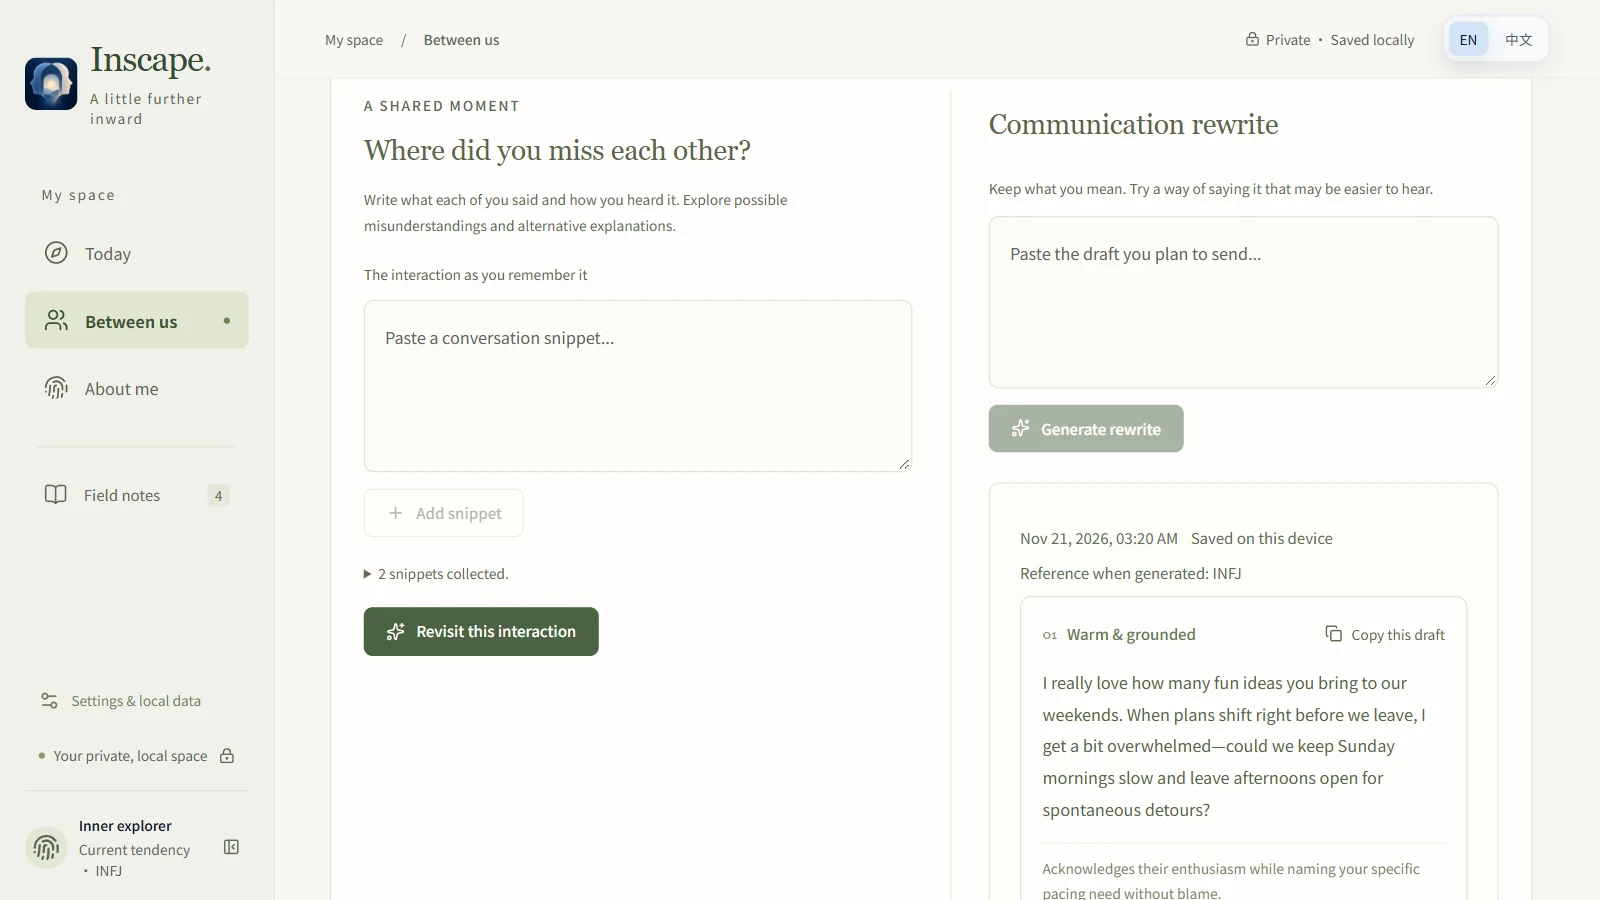 Inscape.
A little further
inward
My space
Today
Between us
About me
Field notes 4
Settings & local data
Your private, local space
Inner explorer
Current tendency
• INFJ
My space / Between us
Private • Saved locally
EN 中文
A SHARED MOMENT
Where did you miss each other?
Write what each of you said and how you heard it. Explore possible
misunderstandings and alternative explanations.
The interaction as you remember it
Paste a conversation snippet...
Add snippet
2 snippets collected.
Revisit this interaction
Communication rewrite
Keep what you mean. Try a way of saying it that may be easier to hear.
Paste the draft you plan to send...
Generate rewrite
Nov 21, 2026, 03:20 AM Saved on this device
Reference when generated: INFJ
01 Warm & grounded Copy this draft
I really love how many fun ideas you bring to our
weekends. When plans shift right before we leave, I
get a bit overwhelmed—could we keep Sunday
mornings slow and leave afternoons open for
spontaneous detours?
Acknowledges their enthusiasm while naming your specific
pacing need without blame.